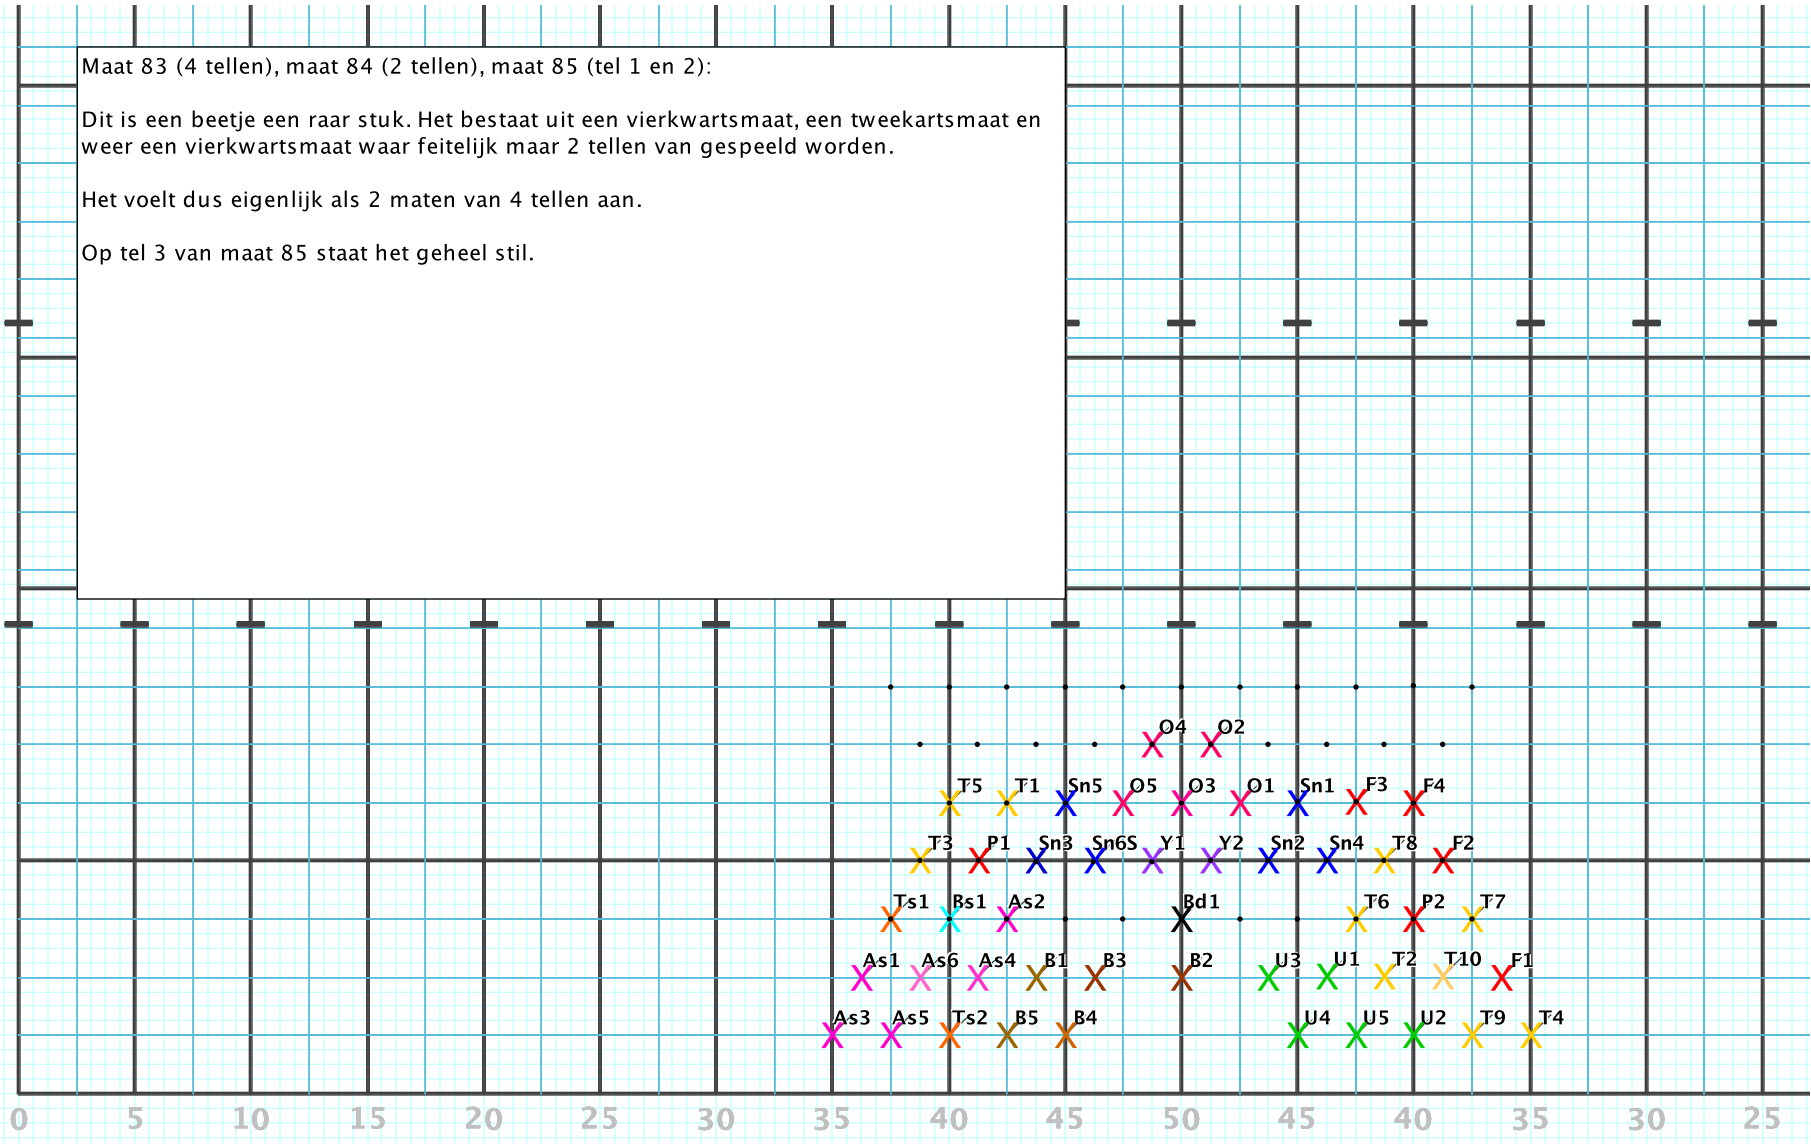 Maat 83 (4 tellen), maat 84 (2 tellen), maat 85 (tel 1 en 2):
Dit is een beetje een raar stuk. Het bestaat uit een vierkwartsmaat, een tweekartsmaat en
weer een vierkwartsmaat waar feitelijk maar 2 tellen van gespeeld worden.
Het voelt dus eigenlijk als 2 maten van 4 tellen aan.
Op tel 3 van maat 85 staat het geheel stil.
O4 O2
T5 T1 Sn5 O5 O3 O1 Sn1 F3 F4
T3 P1 Sn3 Sn6S Y1 Y2 Sn2 Sn4 T8 F2
Ts1 Bs1 As2 Bd1 T6 P2 T7
As1 As6 As4 B1 B3 B2 U3 U1 T2 T10 F1
As3 As5 Ts2 B5 B4 U4 U5 U2 T9 T4
0 5 10 15 20 25 30 35 40 45 50 45 40 35 30 25